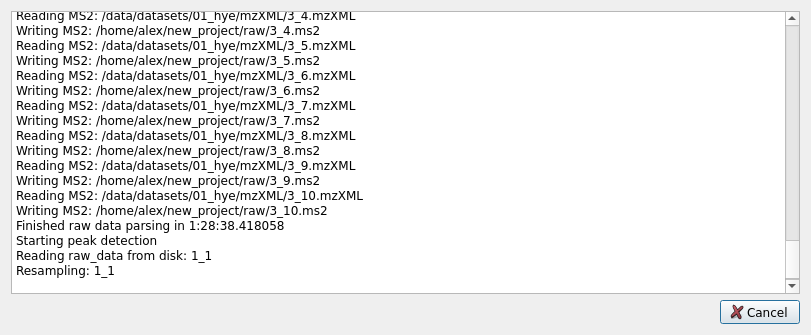 Reading MS2: /data/datasets/01_hye/mzXML/3_4.mzXML
Writing MS2: /home/alex/new_project/raw/3_4.ms2
Reading MS2: /data/datasets/01_hye/mzXML/3_5.mzXML
Writing MS2: /home/alex/new_project/raw/3_5.ms2
Reading MS2: /data/datasets/01_hye/mzXML/3_6.mzXML
Writing MS2: /home/alex/new_project/raw/3_6.ms2
Reading MS2: /data/datasets/01_hye/mzXML/3_7.mzXML
Writing MS2: /home/alex/new_project/raw/3_7.ms2
Reading MS2: /data/datasets/01_hye/mzXML/3_8.mzXML
Writing MS2: /home/alex/new_project/raw/3_8.ms2
Reading MS2: /data/datasets/01_hye/mzXML/3_9.mzXML
Writing MS2: /home/alex/new_project/raw/3_9.ms2
Reading MS2: /data/datasets/01_hye/mzXML/3_10.mzXML
Writing MS2: /home/alex/new_project/raw/3_10.ms2
Finished raw data parsing in 1:28:38.418058
Starting peak detection
Reading raw_data from disk: 1_1
Resampling: 1_1
Cancel